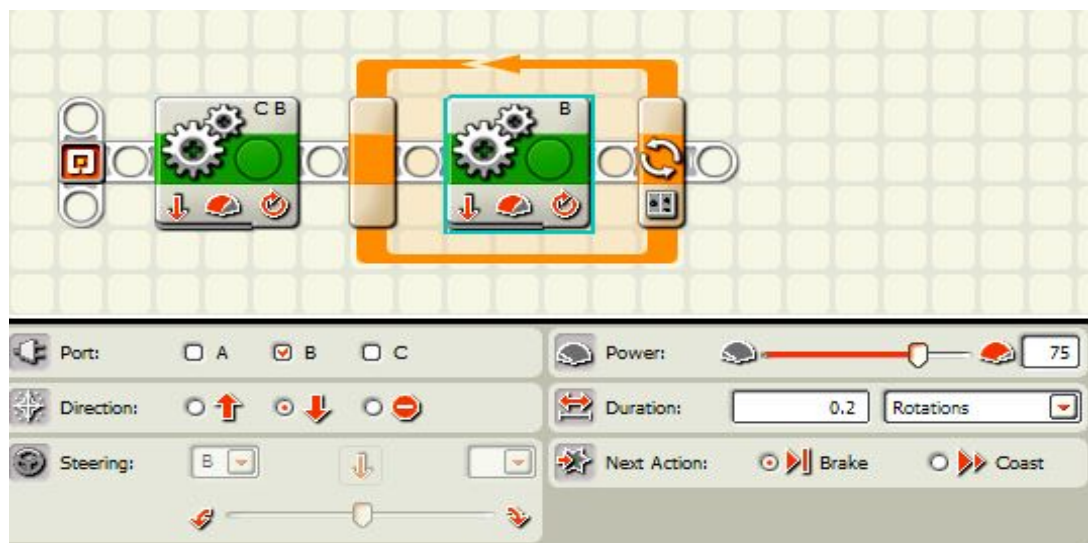 C B
B
Port: A B C
Power: 75
Direction:
Duration: 0.2 Rotations
Steering: B
Next Action: Brake Coast